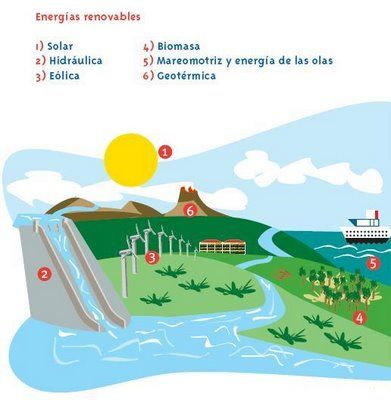 Energías renovables
1) Solar
2) Hidráulica
3) Eólica
4) Biomasa
5) Mareomotriz y energía de las olas
6) Geotérmica
1
6
2
3
5
4